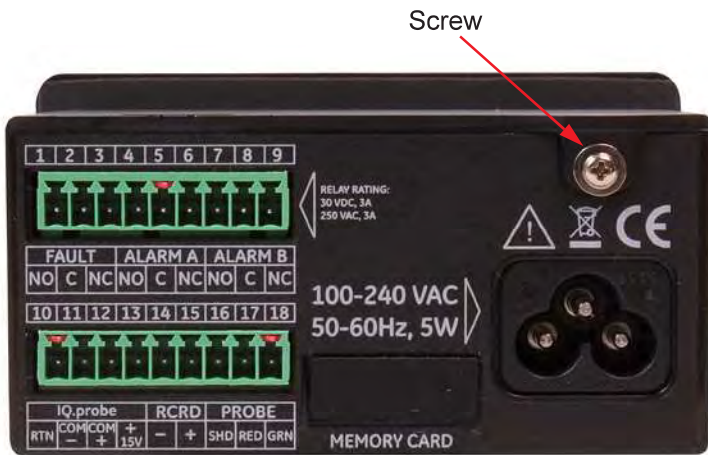 Screw
1 2 3 4 5 6 7 8 9
RELAY RATING:
30 VDC, 3A
250 VAC, 3A
FAULT ALARM A ALARM B
NO C NC NO C NC NO C NC
10 11 12 13 14 15 16 17 18
IQ.probe RCRD PROBE
RTN COM - COM + + 15V - + SHD RED GRN
100-240 VAC
50-60Hz, 5W
MEMORY CARD
CE